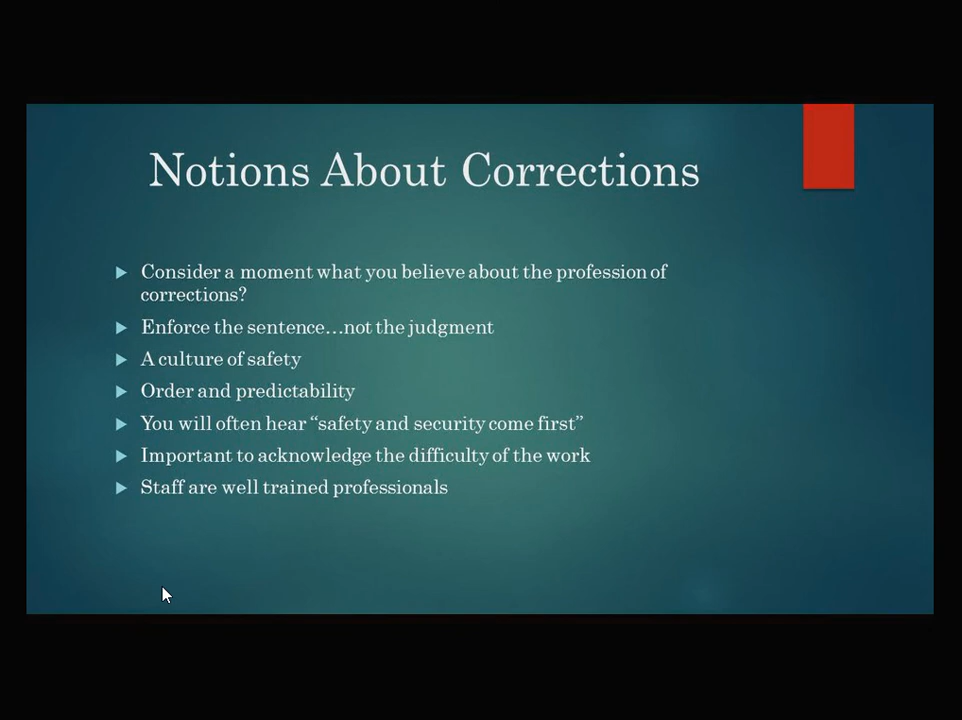 Notions About Corrections
Consider a moment what you believe about the profession of
corrections?
Enforce the sentence…not the judgment
A culture of safety
Order and predictability
You will often hear “safety and security come first”
Important to acknowledge the difficulty of the work
Staff are well trained professionals